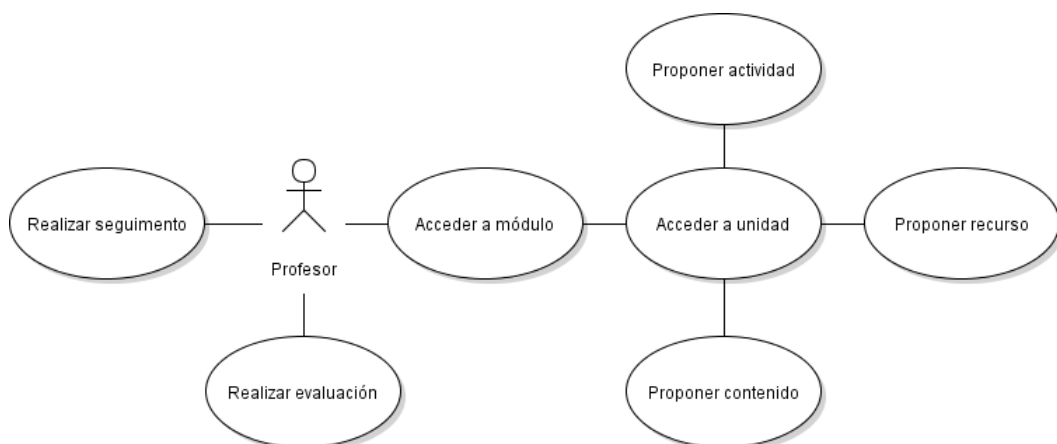 Proponer actividad
Realizar seguimento
Acceder a módulo
Acceder a unidad
Proponer recurso
Profesor
Realizar evaluación
Proponer contenido